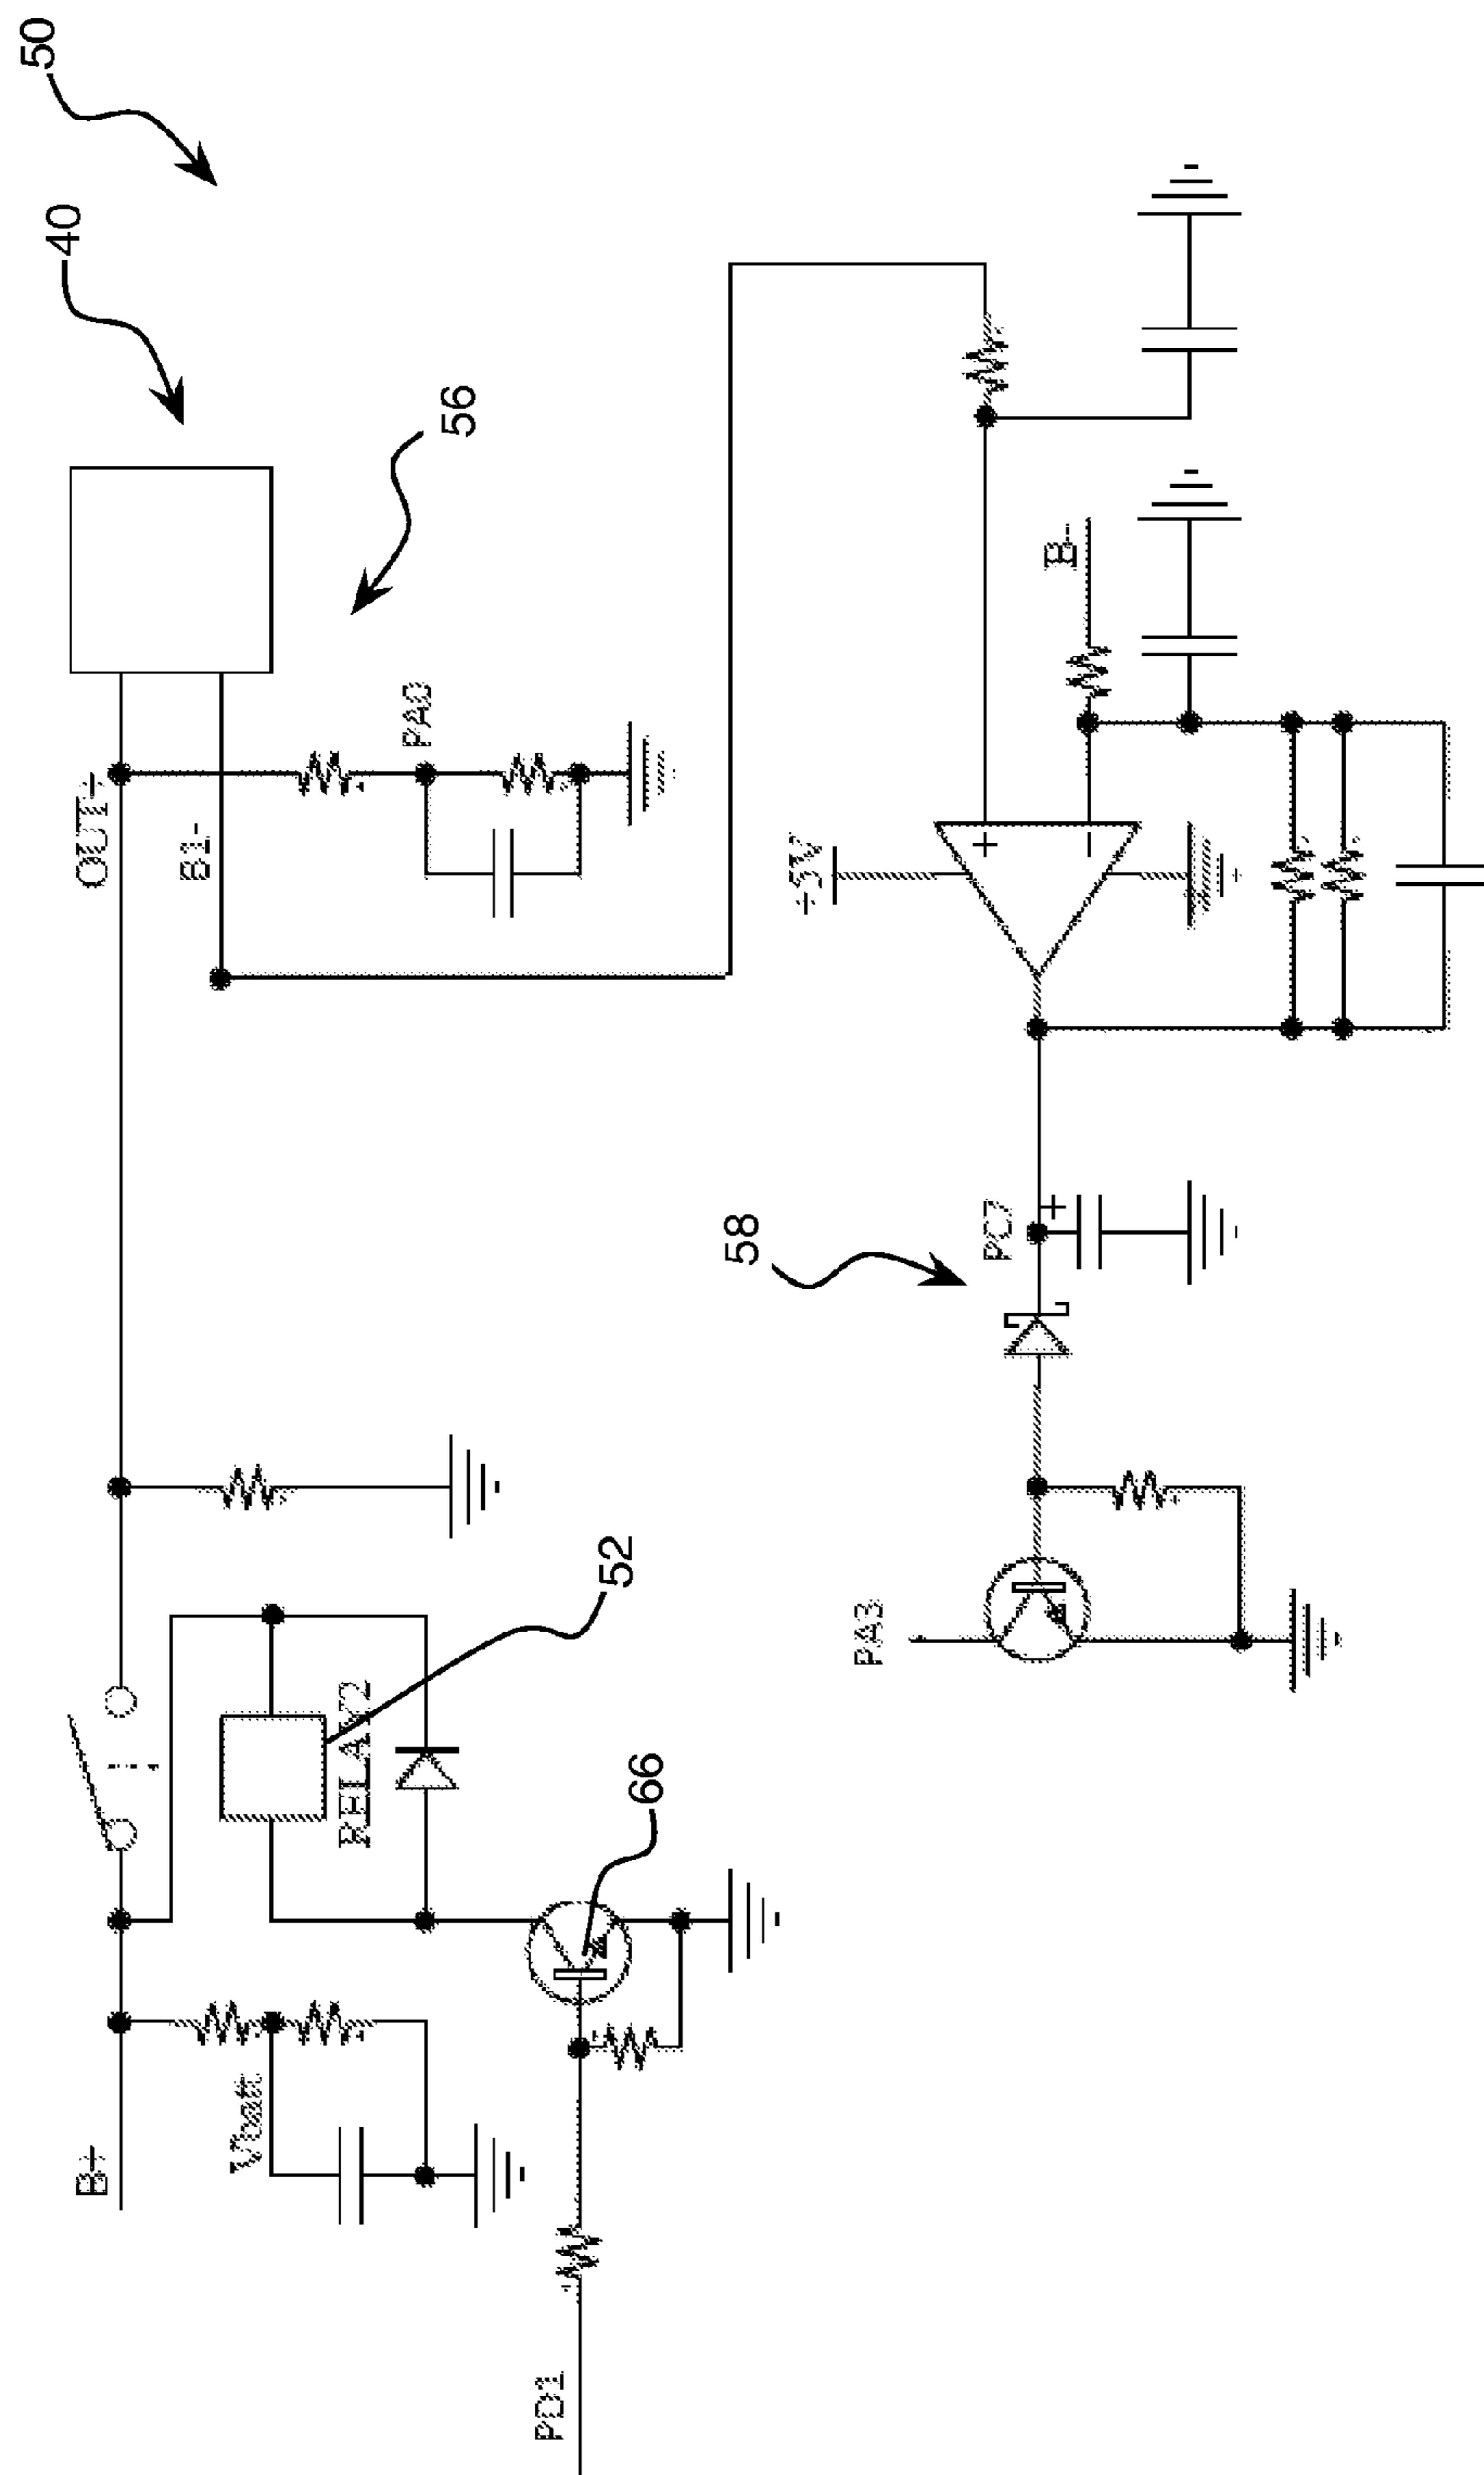 50
40
56
OUT+
B1-
PA0
B-
+5V
58
PC7
52
RELAY2
66
PA3
B+
Vbatt
PD1